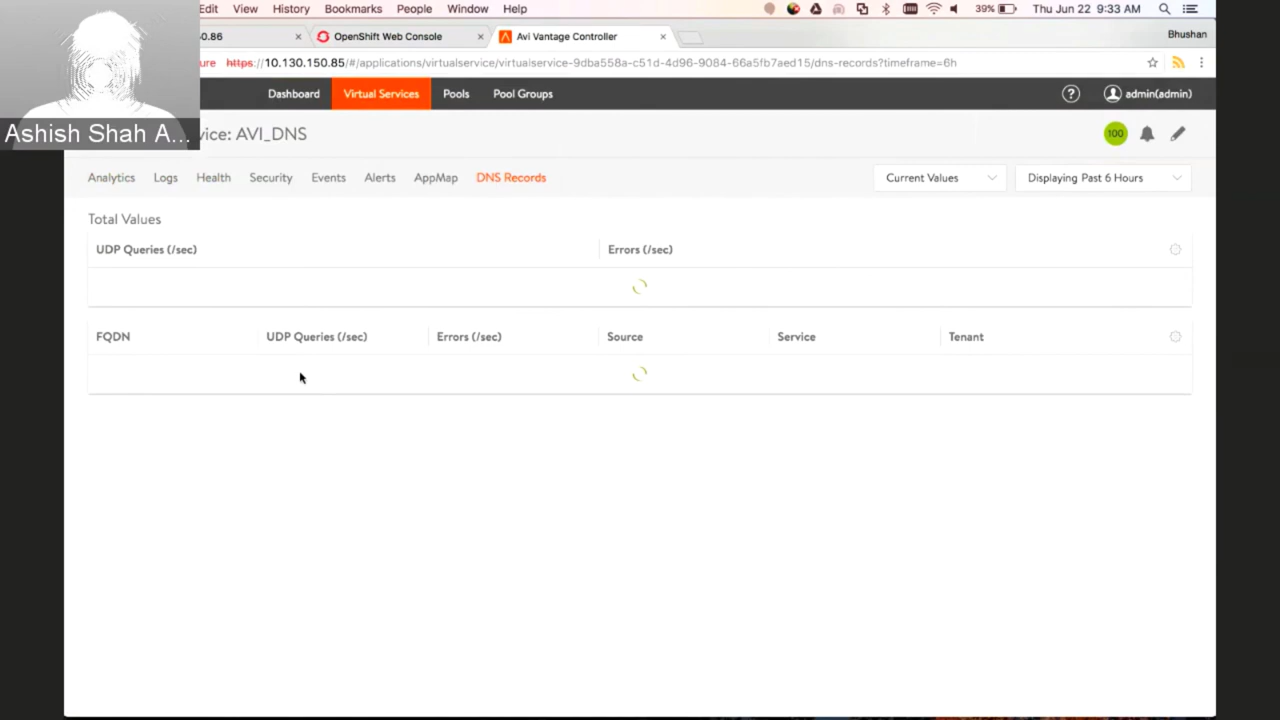 Edit View History Bookmarks People Window Help 39% Thu Jun 22 9:33 AM
0.86 × OpenShift Web Console × Avi Vantage Controller × Bhushan
ure https://10.130.150.85/#/applications/virtualservice/virtualservice-9dba558a-c51d-4d96-9084-66a5fb7aed15/dns-records?timeframe=6h
Dashboard Virtual Services Pools Pool Groups ? admin(admin)
Ashish Shah A... vice: AVI_DNS 100
Analytics Logs Health Security Events Alerts AppMap DNS Records Current Values Displaying Past 6 Hours
Total Values
UDP Queries (/sec) Errors (/sec)
FQDN UDP Queries (/sec) Errors (/sec) Source Service Tenant